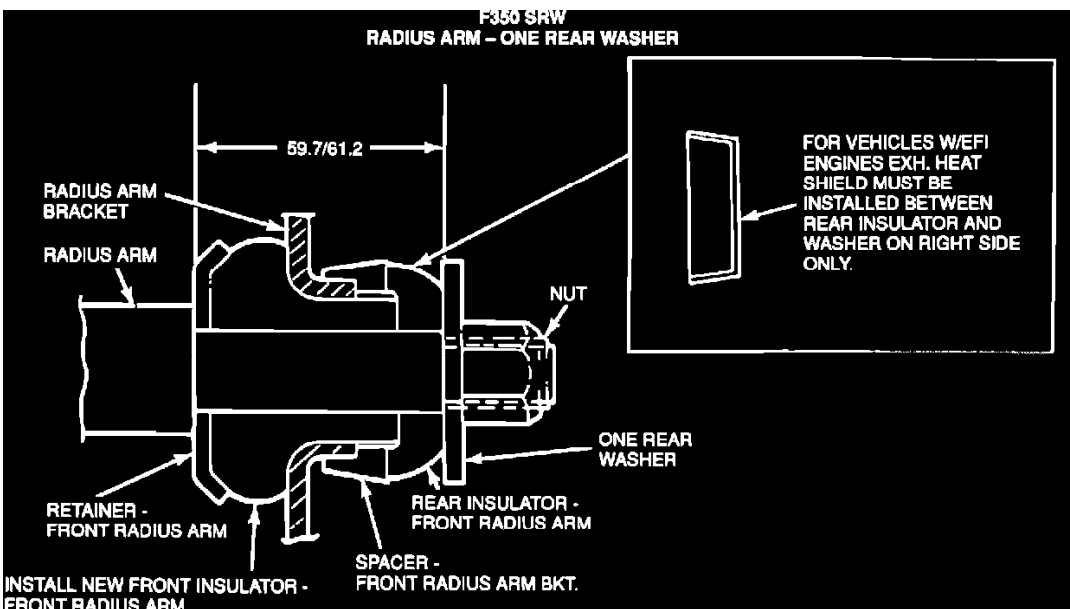 F350 SRW
RADIUS ARM – ONE REAR WASHER
59.7/61.2
FOR VEHICLES W/EFI
ENGINES EXH. HEAT
SHIELD MUST BE
INSTALLED BETWEEN
REAR INSULATOR AND
WASHER ON RIGHT SIDE
ONLY.
RADIUS ARM
BRACKET
RADIUS ARM
NUT
ONE REAR
WASHER
REAR INSULATOR -
FRONT RADIUS ARM
RETAINER -
FRONT RADIUS ARM
SPACER -
FRONT RADIUS ARM BKT.
INSTALL NEW FRONT INSULATOR -
FRONT RADIUS ARM